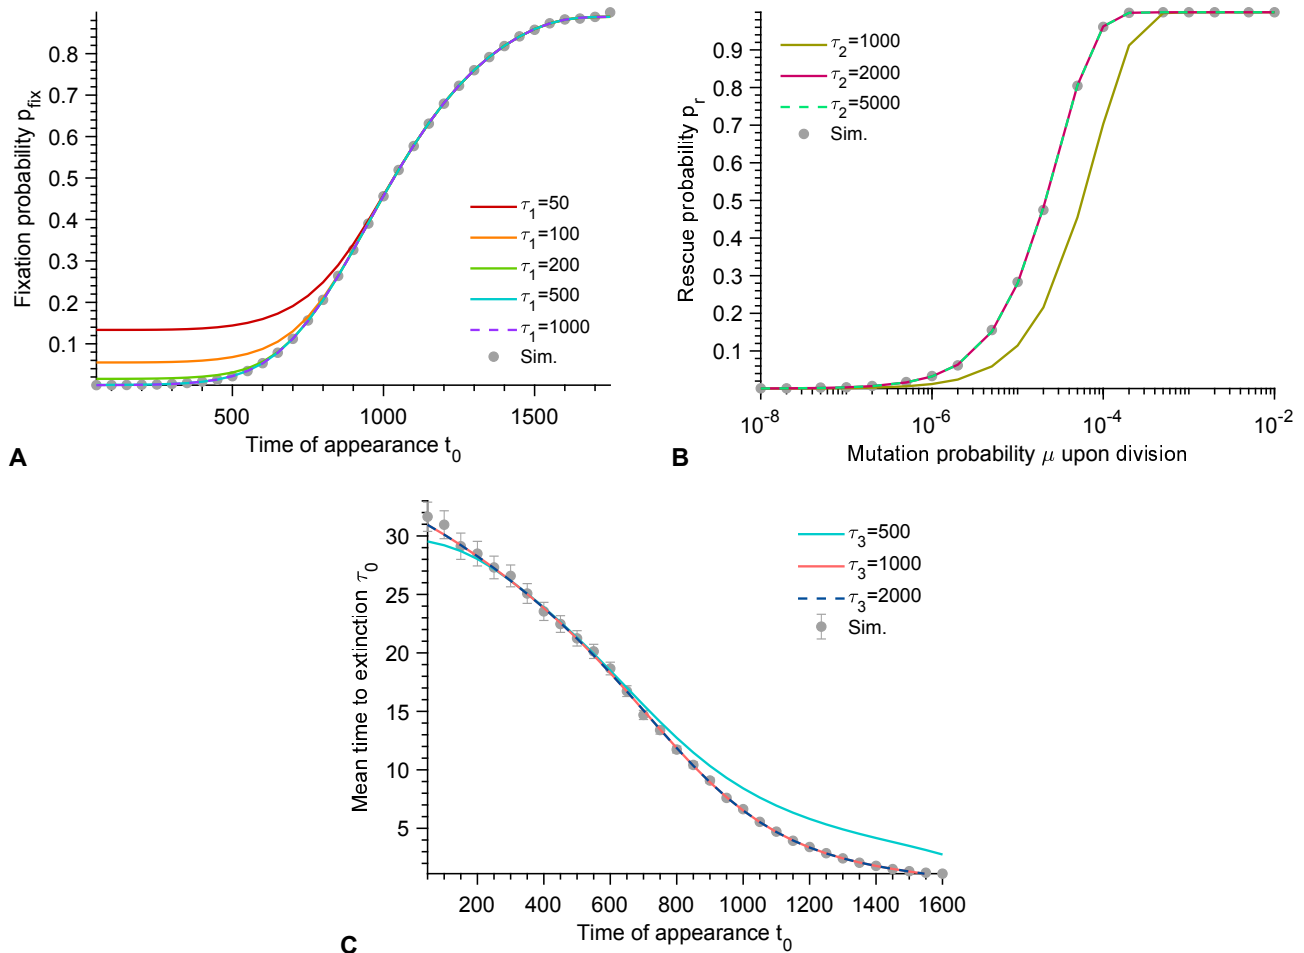 Fixation probability p_fix
0.8
0.7
0.6
0.5
0.4
0.3
0.2
0.1
τ_1=50
τ_1=100
τ_1=200
τ_1=500
τ_1=1000
Sim.
500 1000 1500
Time of appearance t_0
A
Rescue probability p_r
0.9
0.8
0.7
0.6
0.5
0.4
0.3
0.2
0.1
τ_2=1000
τ_2=2000
τ_2=5000
Sim.
10^-8 10^-6 10^-4 10^-2
Mutation probability μ upon division
B
Mean time to extinction τ_0
30
25
20
15
10
5
τ_3=500
τ_3=1000
τ_3=2000
Sim.
200 400 600 800 1000 1200 1400 1600
Time of appearance t_0
C